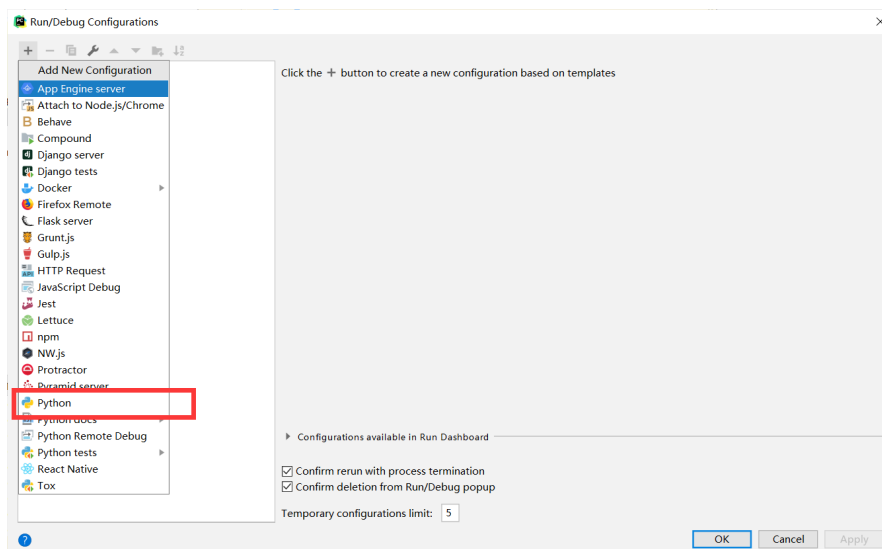 Run/Debug Configurations
Add New Configuration
App Engine server
Attach to Node.js/Chrome
Behave
Compound
Django server
Django tests
Docker
Firefox Remote
Flask server
Grunt.js
Gulp.js
HTTP Request
JavaScript Debug
Jest
Lettuce
npm
NW.js
Protractor
Pyramid server
Python
Python docs
Python Remote Debug
Python tests
React Native
Tox
Click the + button to create a new configuration based on templates
Configurations available in Run Dashboard
Confirm rerun with process termination
Confirm deletion from Run/Debug popup
Temporary configurations limit: 5
OK Cancel Apply